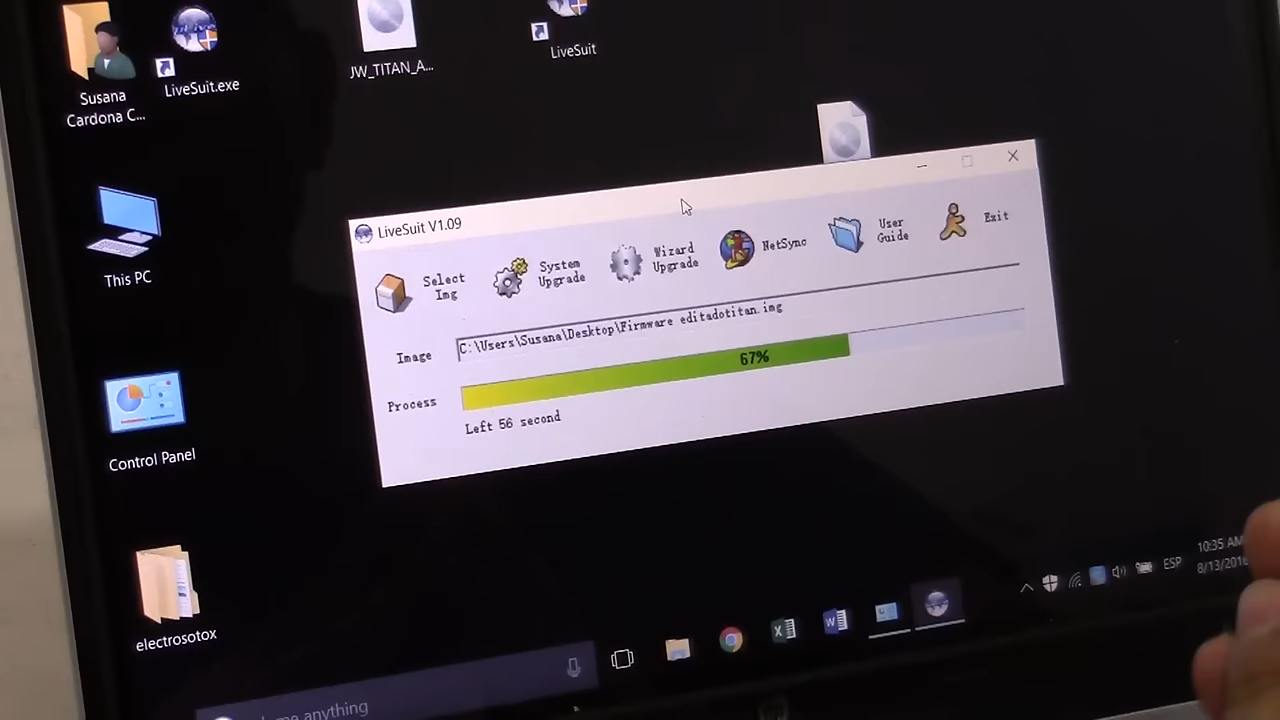 Susana
Cardona C...
LiveSuit.exe
JW_TITAN_A...
LiveSuit
This PC
Control Panel
electrosotox
LiveSuit V1.09
Select
Img
System
Upgrade
Wizard
Upgrade
NetSync
User
Guide
Exit
Image
C:\Users\Susana\Desktop\Firmware editadotitan.img
Process
67%
Left 56 second
me anything
ESP
10:35 AM
8/13/2016